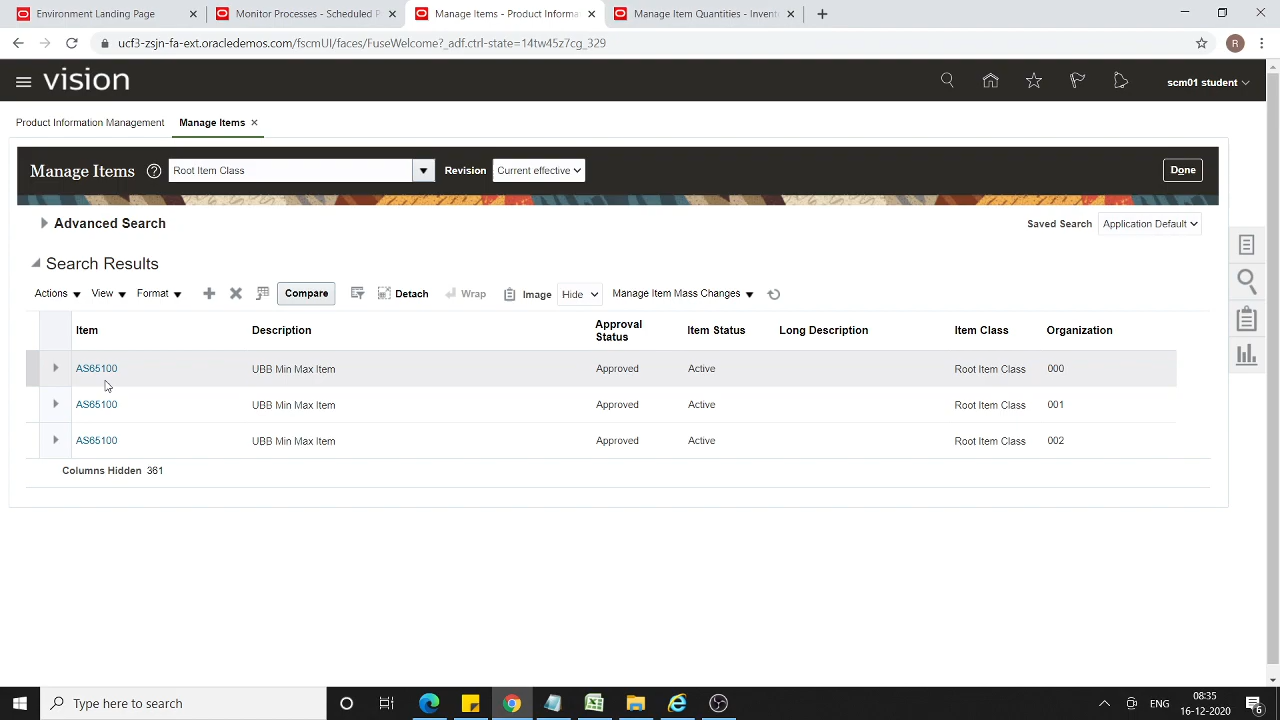 Environment Landing Page
Monitor Processes - Scheduled P
Manage Items - Product Informa
Manage Item Quantities - Invent
ucf3-zsjn-fa-ext.oracledemos.com/fscmUI/faces/FuseWelcome?_adf.ctrl-state=14tw45z7cg_329
R
vision
scm01 student
Product Information Management
Manage Items
Manage Items
?
Root Item Class
Revision
Current effective
Done
Advanced Search
Saved Search
Application Default
Search Results
Actions
View
Format
Compare
Detach
Wrap
Image
Hide
Manage Item Mass Changes
Item Description Approval Status Item Status Long Description Item Class Organization
AS65100 UBB Min Max Item Approved Active Root Item Class 000
AS65100 UBB Min Max Item Approved Active Root Item Class 001
AS65100 UBB Min Max Item Approved Active Root Item Class 002
Columns Hidden 361
Type here to search
ENG
08:35
16-12-2020
6